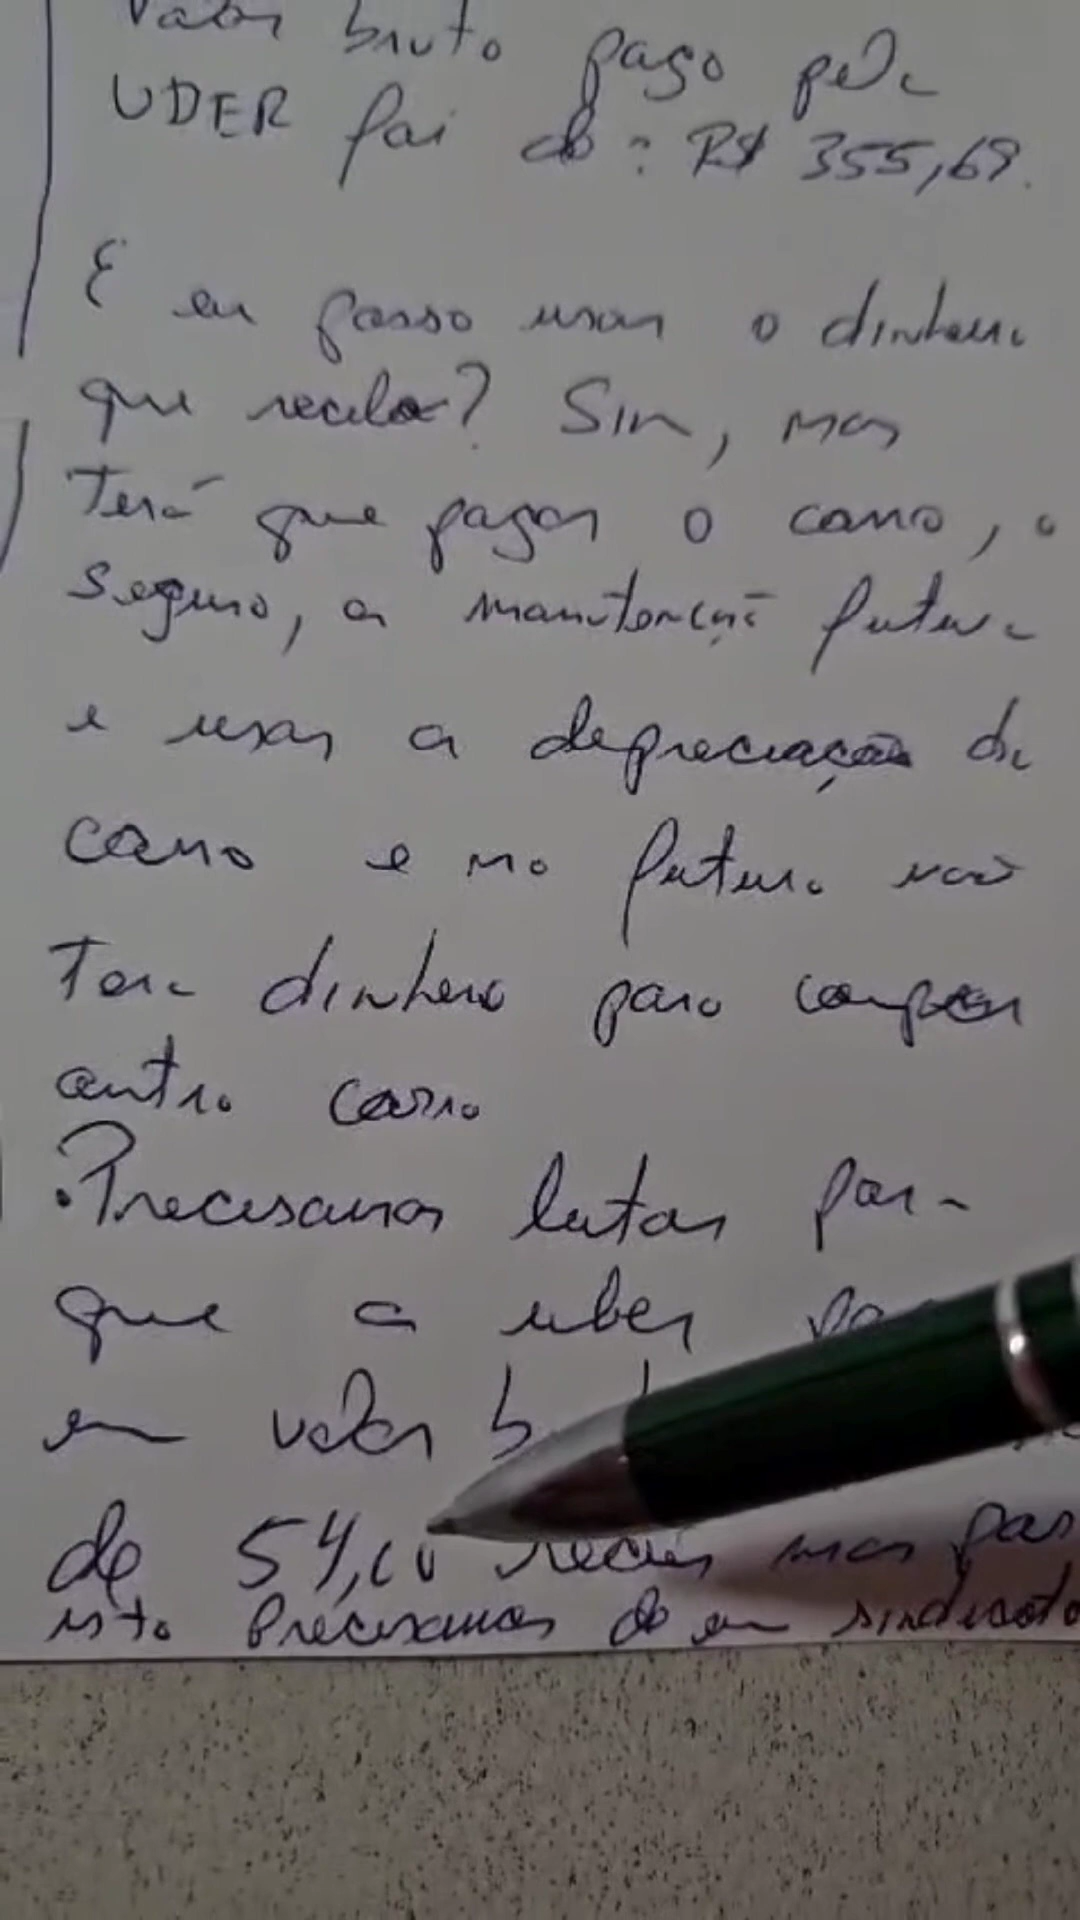 Valor bruto pago pela
UBER foi de: R$ 355,69.
E eu posso usar o dinheiro
que recebo? Sim, mas
Terá que pagar o carro, o
seguro, a manutenção futura
e usar a depreciação do
carro e no futuro não
Terá dinheiro para comprar
outro carro
• Precisamos lutar para
que a uber
em valor
de 54,00 reais mas para
isto Precisamos de um sindicato